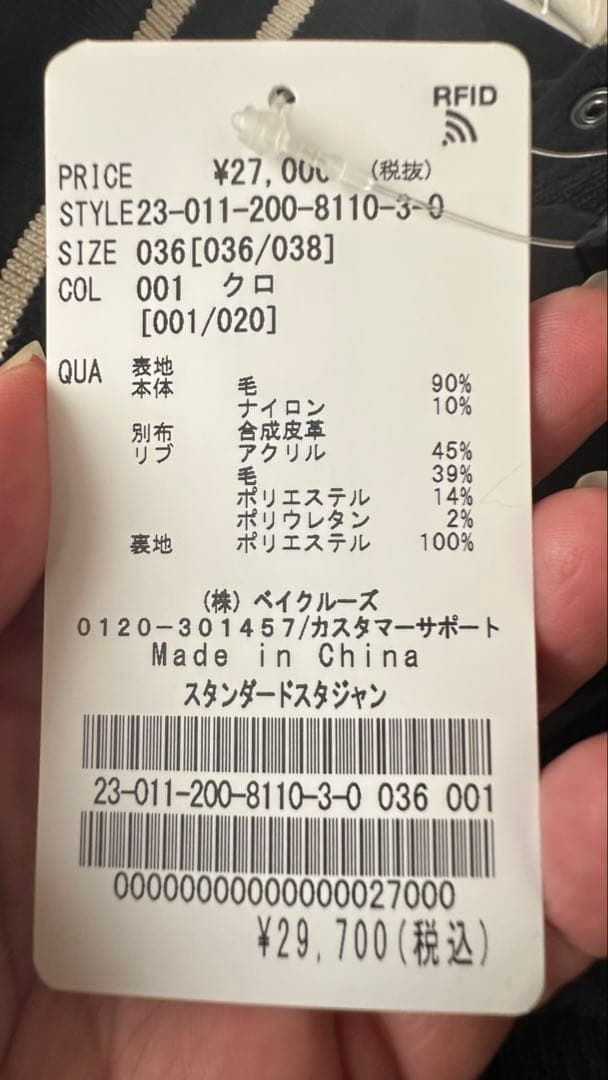 RFID
PRICE ¥27,000 (税抜)
STYLE23-011-200-8110-3-0
SIZE 036[036/038]
COL 001 クロ
[001/020]
QUA 表地
本体 毛 90%
ナイロン 10%
別布 合成皮革
リブ アクリル 45%
毛 39%
ポリエステル 14%
ポリウレタン 2%
裏地 ポリエステル 100%
(株) ベイクルーズ
0120-301457/カスタマーサポート
Made in China
スタンダードスタジャン
23-011-200-8110-3-0 036 001
00000000000000027000
¥29,700(税込)